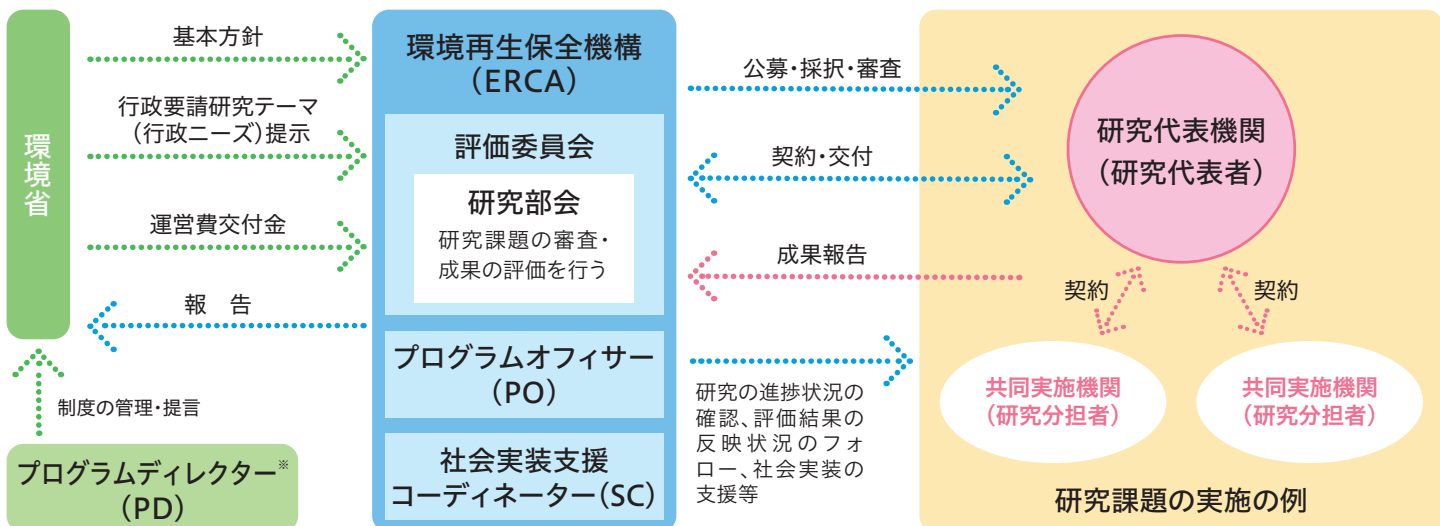 環境省
基本方針
行政要請研究テーマ
（行政ニーズ）提示
運営費交付金
報　告
制度の管理・提言
プログラムディレクター※
（PD）
環境再生保全機構
（ERCA）
評価委員会
研究部会
研究課題の審査・
成果の評価を行う
プログラムオフィサー
（PO）
社会実装支援
コーディネーター（SC）
公募・採択・審査
契約・交付
成果報告
研究の進捗状況の
確認、評価結果の
反映状況のフォ
ロー、社会実装の
支援等
研究代表機関
（研究代表者）
契約
契約
共同実施機関
（研究分担者）
共同実施機関
（研究分担者）
研究課題の実施の例